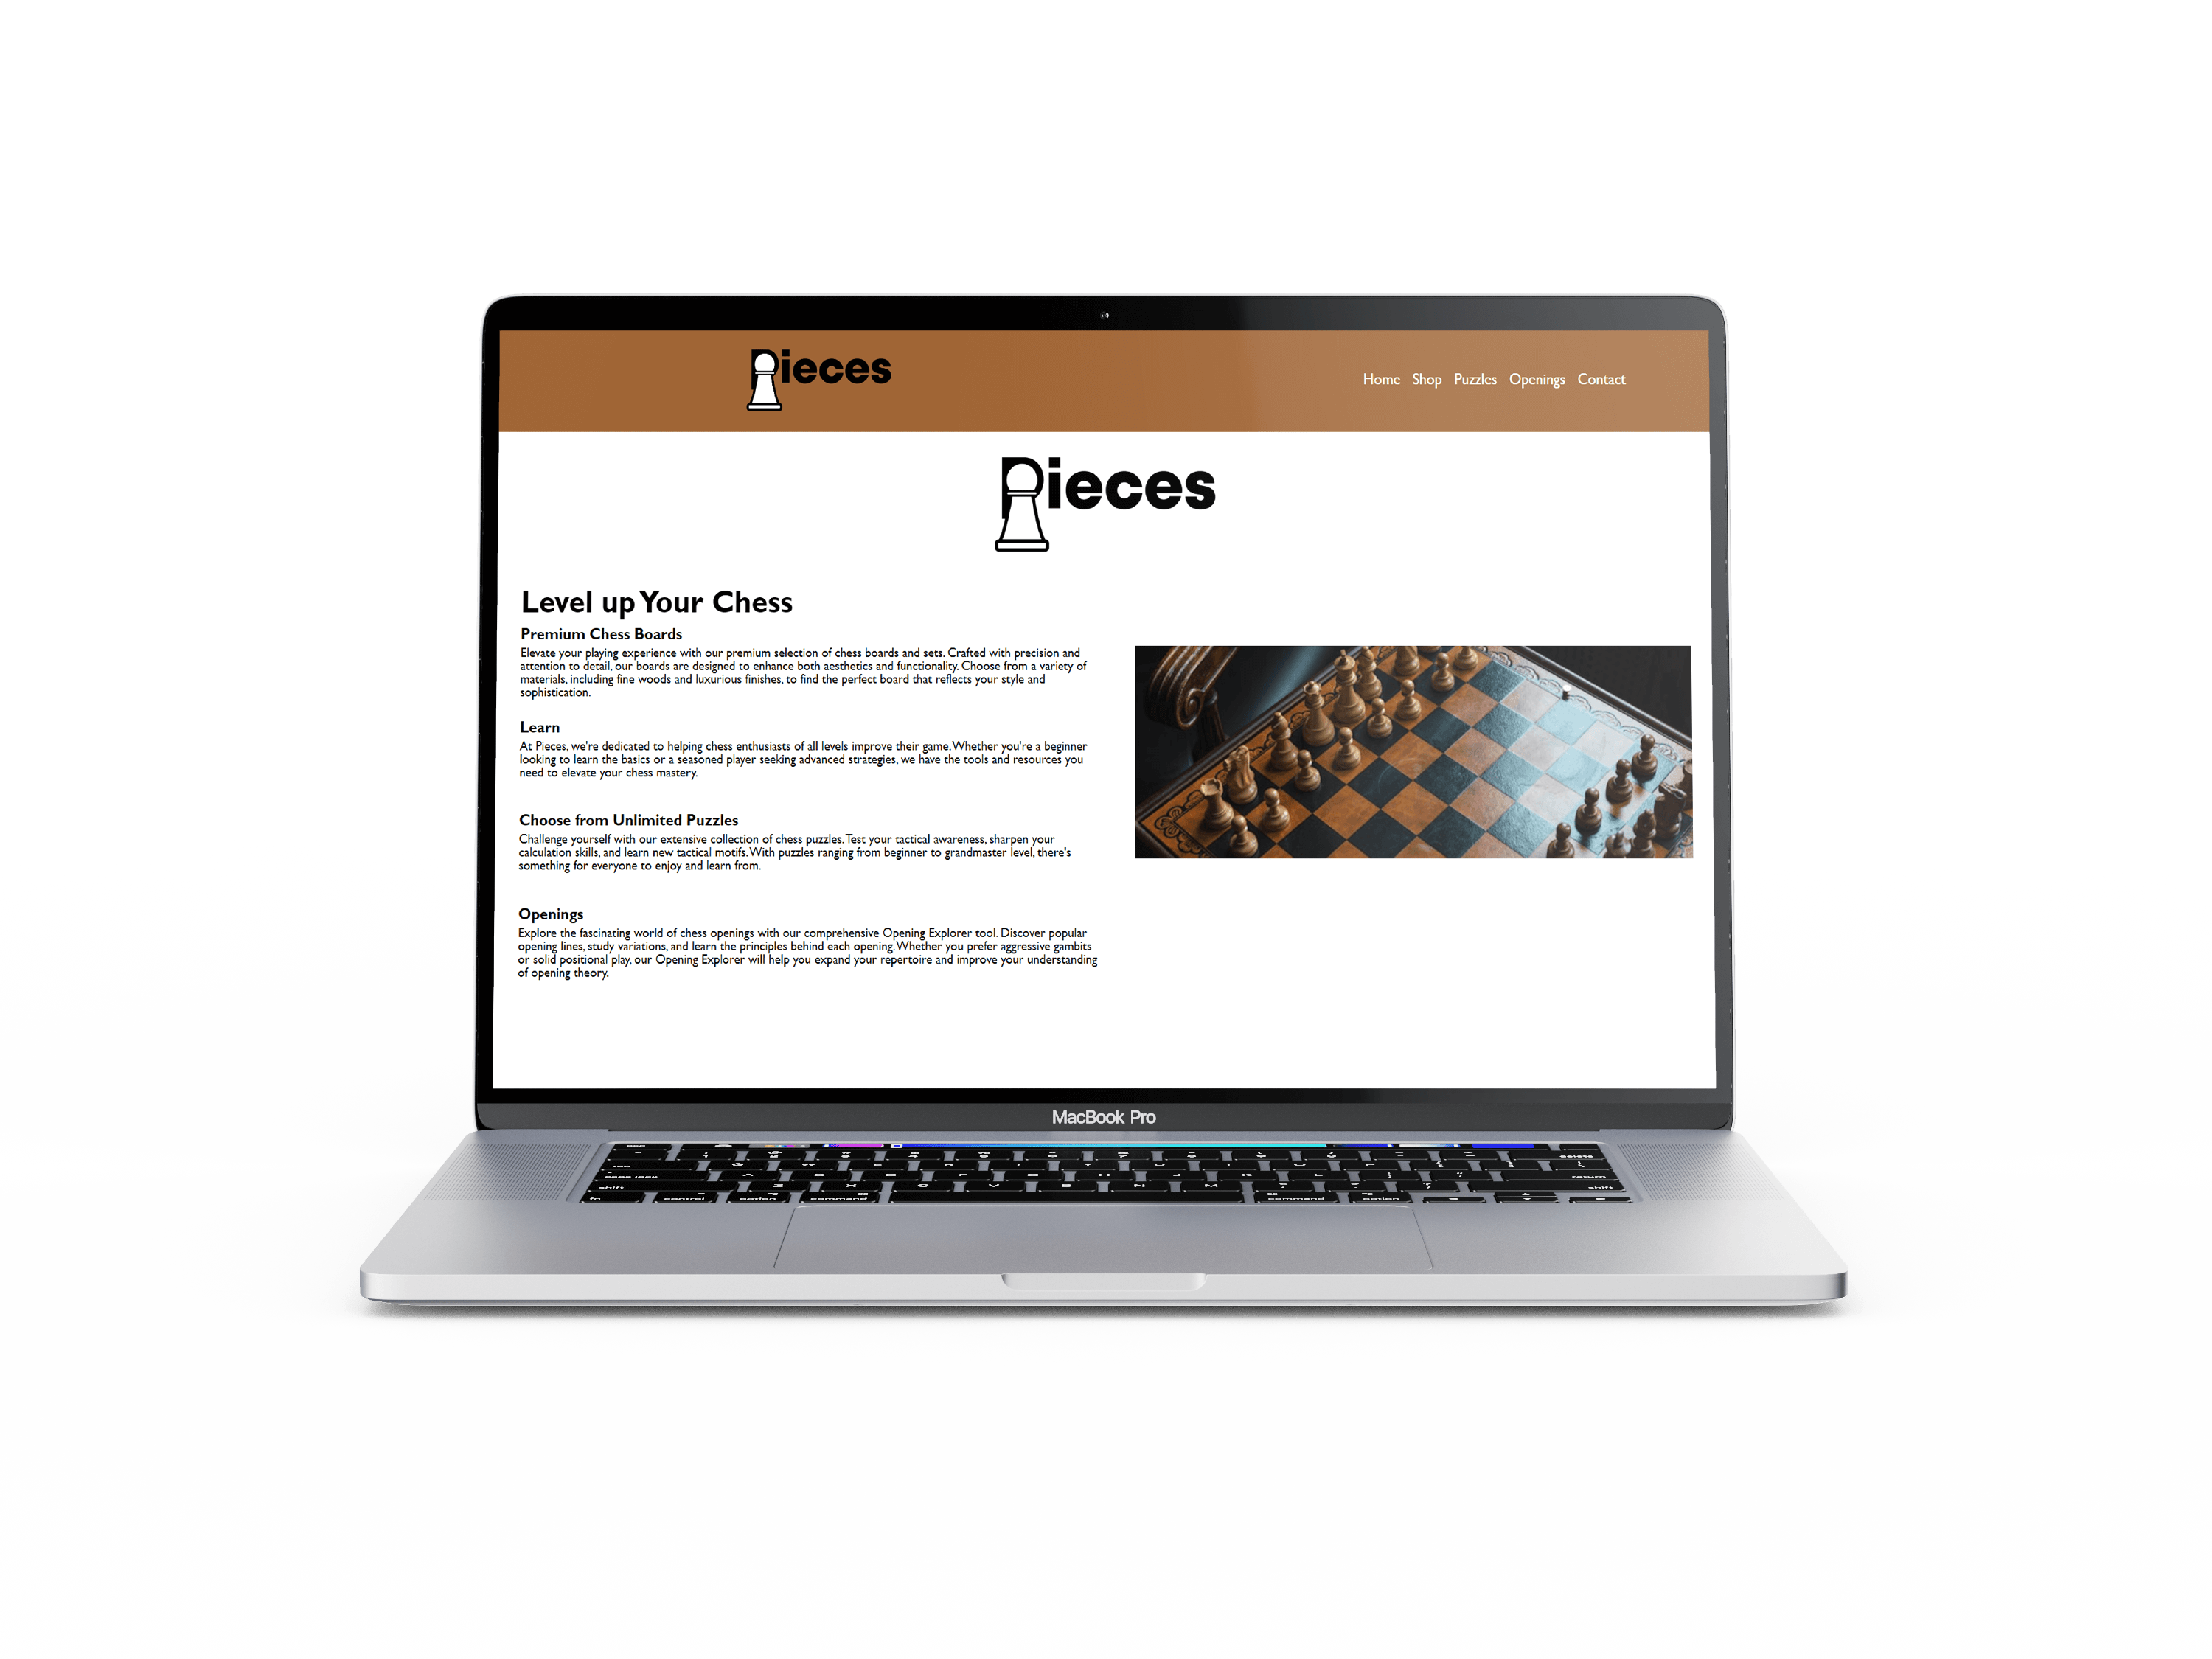 Pieces
Home Shop Puzzles Openings Contact
Pieces
Level up Your Chess
Premium Chess Boards
Elevate your playing experience with our premium selection of chess boards and sets. Crafted with precision and
attention to detail, our boards are designed to enhance both aesthetics and functionality. Choose from a variety of
materials, including fine woods and luxurious finishes, to find the perfect board that reflects your style and
sophistication.
Learn
At Pieces, we're dedicated to helping chess enthusiasts of all levels improve their game. Whether you're a beginner
looking to learn the basics or a seasoned player seeking advanced strategies, we have the tools and resources you
need to elevate your chess mastery.
Choose from Unlimited Puzzles
Challenge yourself with our extensive collection of chess puzzles. Test your tactical awareness, sharpen your
calculation skills, and learn new tactical motifs. With puzzles ranging from beginner to grandmaster level, there's
something for everyone to enjoy and learn from.
Openings
Explore the fascinating world of chess openings with our comprehensive Opening Explorer tool. Discover popular
opening lines, study variations, and learn the principles behind each opening. Whether you prefer aggressive gambits
or solid positional play, our Opening Explorer will help you expand your repertoire and improve your understanding
of opening theory.
MacBook Pro
delete
return
shift shift
fn control option command command option